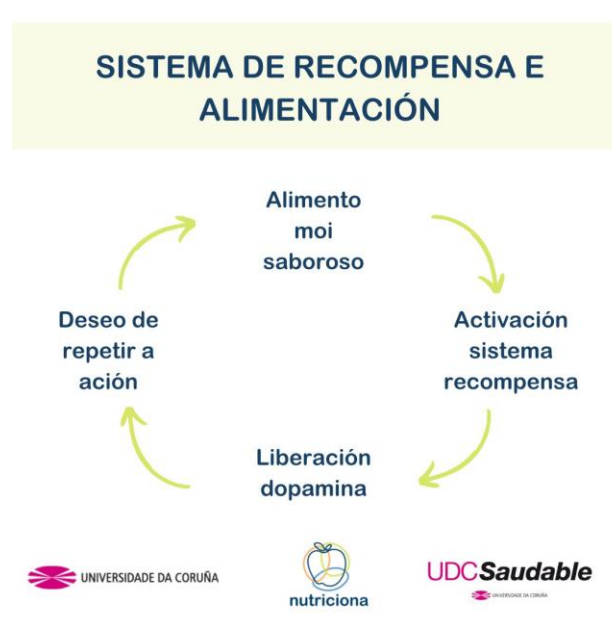 SISTEMA DE RECOMPENSA E
ALIMENTACIÓN
Alimento
moi
saboroso
Activación
sistema
recompensa
Liberación
dopamina
Deseo de
repetir a
ación
UNIVERSIDADE DA CORUÑA
nutriciona
UDCSaudable
UNIVERSIDADE DA CORUÑA